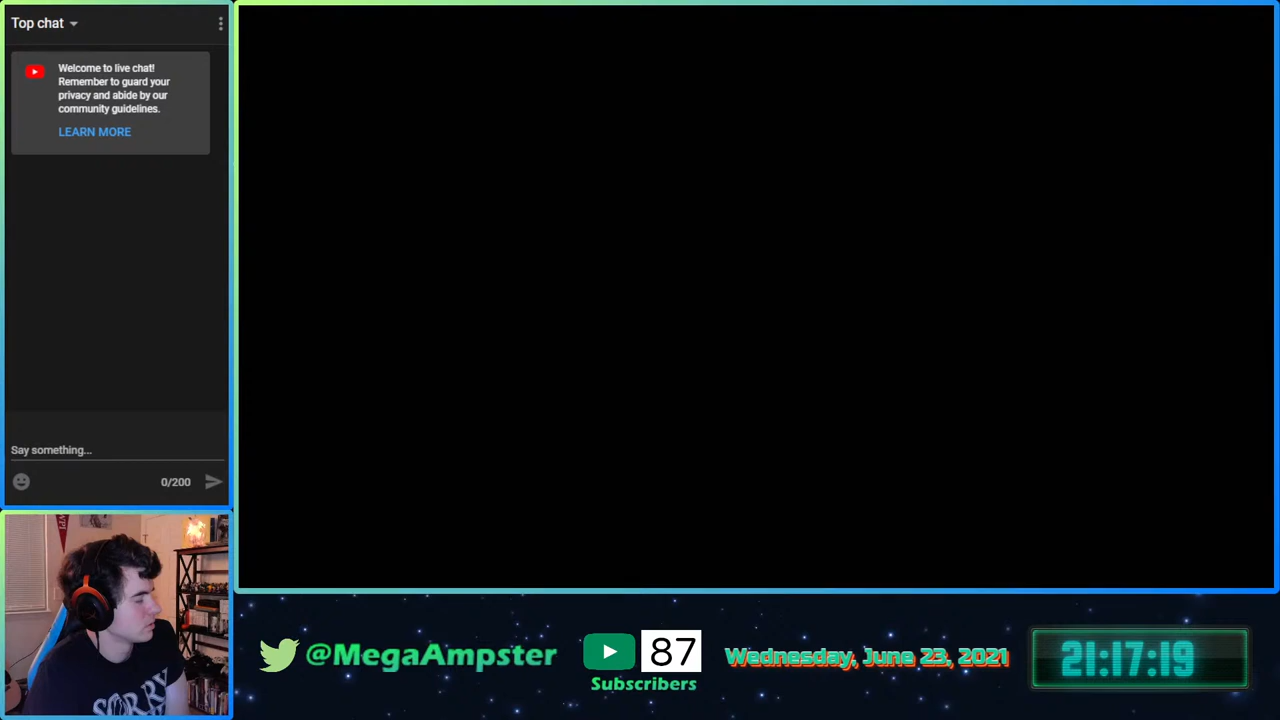 Top chat
Welcome to live chat!
Remember to guard your
privacy and abide by our
community guidelines.
LEARN MORE
Say something...
0/200
SORRY
@MegaAmpster
87
Subscribers
Wednesday, June 23, 2021
21:17:19